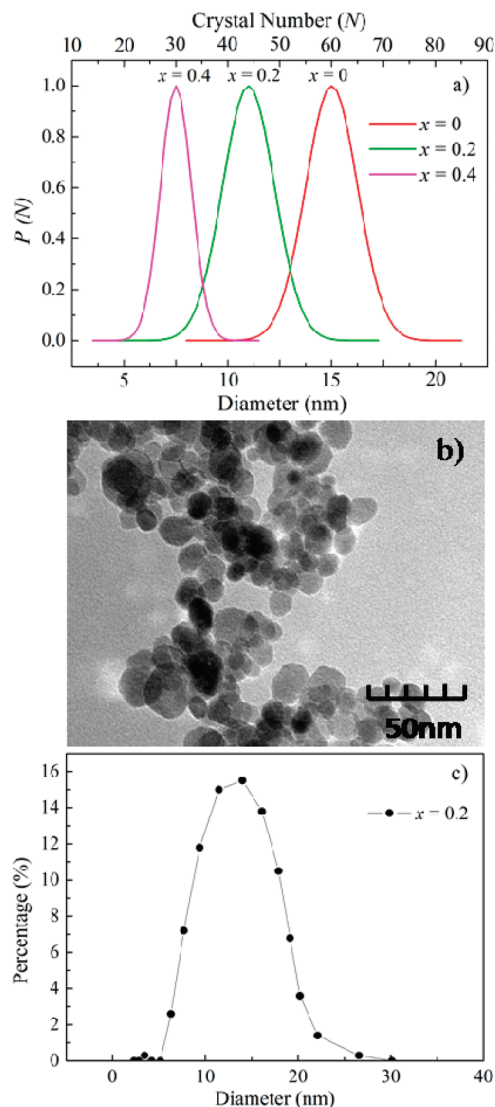 Crystal Number (N)
10 20 30 40 50 60 70 80 90
x = 0.4 x = 0.2 x = 0 a)
1.0
0.8
0.6
0.4
0.2
0.0
P (N)
x = 0
x = 0.2
x = 0.4
5 10 15 20
Diameter (nm)
b)
50nm
16
14
12
10
8
6
4
2
0
Percentage (%)
c)
x = 0.2
0 10 20 30 40
Diameter (nm)